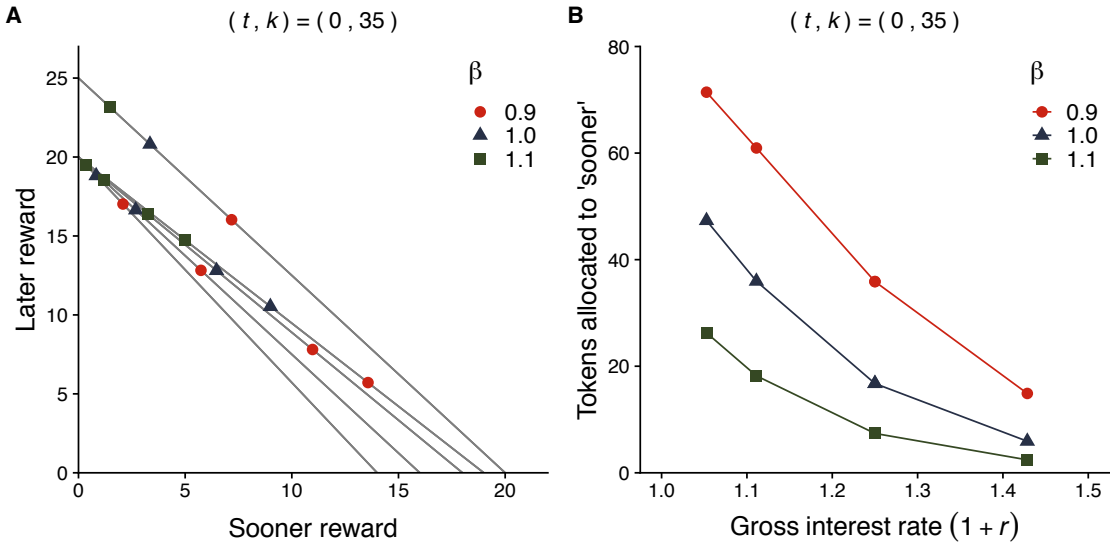 A
( t , k ) = ( 0 , 35 )
β
0.9
1.0
1.1
Later reward
25
20
15
10
5
0
0 5 10 15 20
Sooner reward
B
( t , k ) = ( 0 , 35 )
β
0.9
1.0
1.1
Tokens allocated to 'sooner'
80
60
40
20
0
1.0 1.1 1.2 1.3 1.4 1.5
Gross interest rate (1 + r)